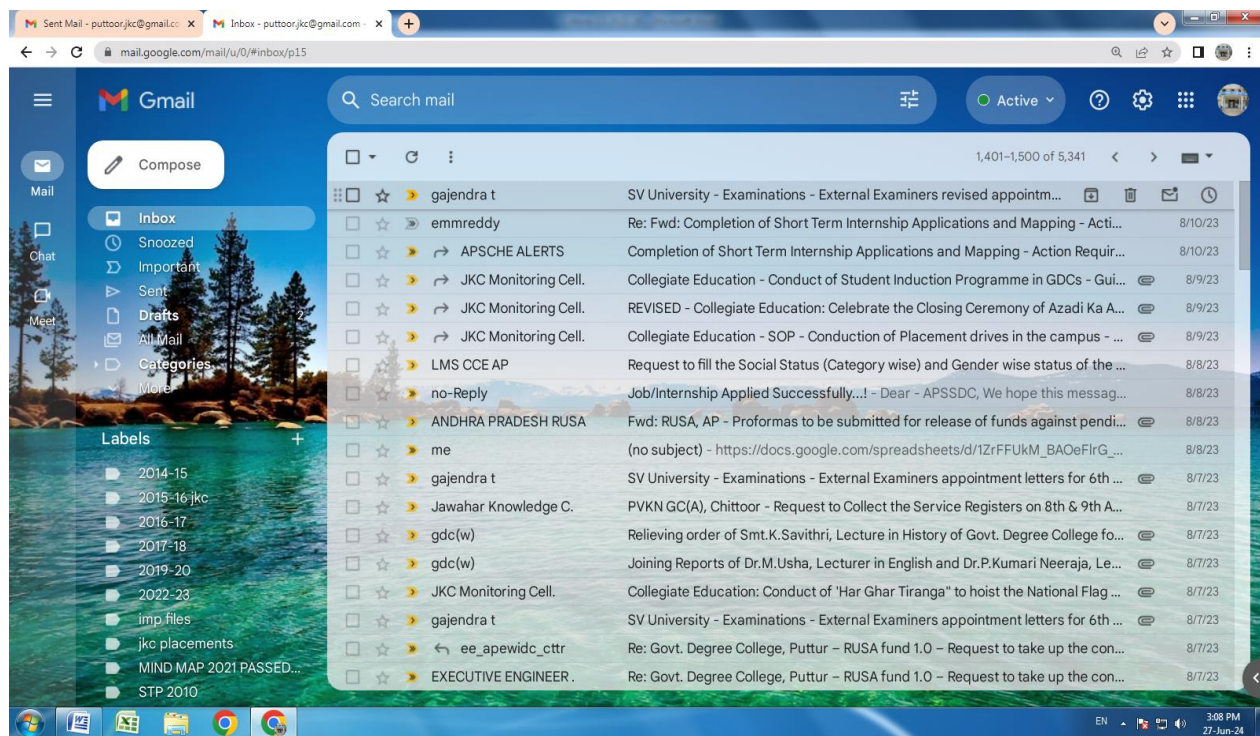 Sent Mail - puttoor.jkc@gmail.co
Inbox - puttoor.jkc@gmail.com -
mail.google.com/mail/u/0/#inbox/p15
Gmail
Search mail
Active
Compose
1,401–1,500 of 5,341
Mail
Chat
Meet
Inbox
Snoozed
Important
Sent
Drafts 2
All Mail
Categories
More
Labels +
2014-15
2015-16 jkc
2016-17
2017-18
2019-20
2022-23
imp files
jkc placements
MIND MAP 2021 PASSED...
STP 2010
gajendra t SV University - Examinations - External Examiners revised appointm...
emmreddy Re: Fwd: Completion of Short Term Internship Applications and Mapping - Acti... 8/10/23
APSCHE ALERTS Completion of Short Term Internship Applications and Mapping - Action Requir... 8/10/23
JKC Monitoring Cell. Collegiate Education - Conduct of Student Induction Programme in GDCs - Gui... 8/9/23
JKC Monitoring Cell. REVISED - Collegiate Education: Celebrate the Closing Ceremony of Azadi Ka A... 8/9/23
JKC Monitoring Cell. Collegiate Education - SOP - Conduction of Placement drives in the campus - ... 8/9/23
LMS CCE AP Request to fill the Social Status (Category wise) and Gender wise status of the ... 8/8/23
no-Reply Job/Internship Applied Successfully...! - Dear - APSSDC, We hope this messag... 8/8/23
ANDHRA PRADESH RUSA Fwd: RUSA, AP - Proformas to be submitted for release of funds against pendi... 8/8/23
me (no subject) - https://docs.google.com/spreadsheets/d/1ZrFFUkM_BAOeFlrG_... 8/8/23
gajendra t SV University - Examinations - External Examiners appointment letters for 6th ... 8/7/23
Jawahar Knowledge C. PVKN GC(A), Chittoor - Request to Collect the Service Registers on 8th & 9th A... 8/7/23
gdc(w) Relieving order of Smt.K.Savithri, Lecture in History of Govt. Degree College fo... 8/7/23
gdc(w) Joining Reports of Dr.M.Usha, Lecturer in English and Dr.P.Kumari Neeraja, Le... 8/7/23
JKC Monitoring Cell. Collegiate Education: Conduct of 'Har Ghar Tiranga" to hoist the National Flag ... 8/7/23
gajendra t SV University - Examinations - External Examiners appointment letters for 6th ... 8/7/23
ee_apewidc_cttr Re: Govt. Degree College, Puttur – RUSA fund 1.0 – Request to take up the con... 8/7/23
EXECUTIVE ENGINEER . Re: Govt. Degree College, Puttur – RUSA fund 1.0 – Request to take up the con... 8/7/23
EN 3:08 PM
27-Jun-24